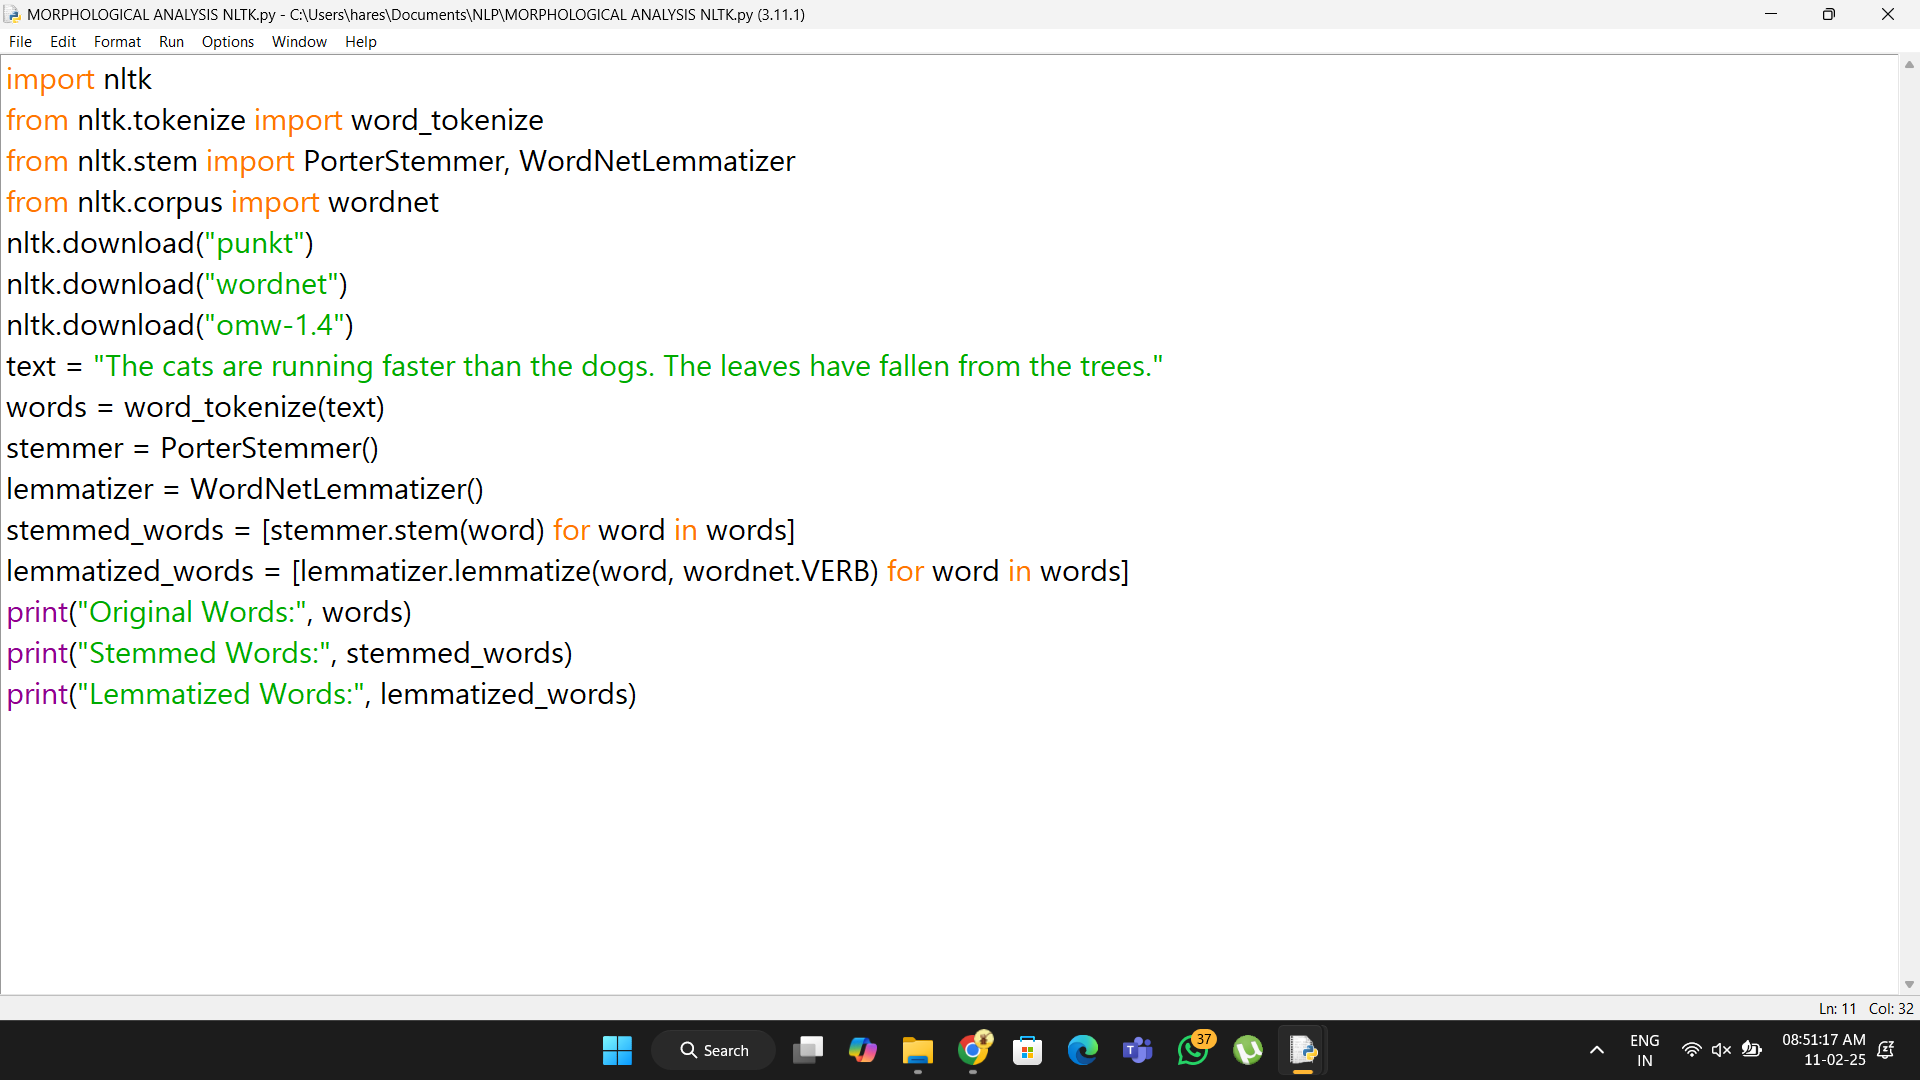 MORPHOLOGICAL ANALYSIS NLTK.py - C:\Users\hares\Documents\NLP\MORPHOLOGICAL ANALYSIS NLTK.py (3.11.1)
File Edit Format Run Options Window Help
import nltk
from nltk.tokenize import word_tokenize
from nltk.stem import PorterStemmer, WordNetLemmatizer
from nltk.corpus import wordnet
nltk.download("punkt")
nltk.download("wordnet")
nltk.download("omw-1.4")
text = "The cats are running faster than the dogs. The leaves have fallen from the trees."
words = word_tokenize(text)
stemmer = PorterStemmer()
lemmatizer = WordNetLemmatizer()
stemmed_words = [stemmer.stem(word) for word in words]
lemmatized_words = [lemmatizer.lemmatize(word, wordnet.VERB) for word in words]
print("Original Words:", words)
print("Stemmed Words:", stemmed_words)
print("Lemmatized Words:", lemmatized_words)
Ln: 11 Col: 32
Search
37
ENG
IN
08:51:17 AM
11-02-25